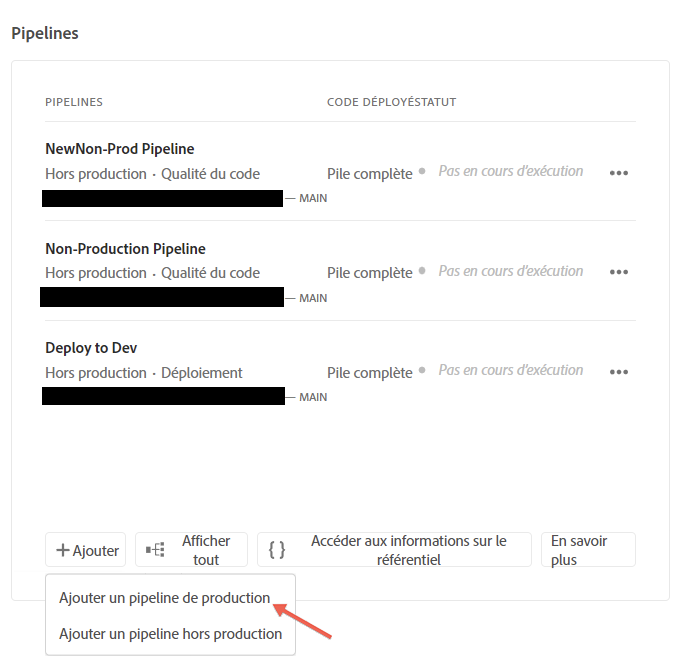 Pipelines
PIPELINES CODE DÉPLOYÉSTATUT
NewNon-Prod Pipeline
Hors production · Qualité du code Pile complète Pas en cours d'exécution
— MAIN
Non-Production Pipeline
Hors production · Qualité du code Pile complète Pas en cours d'exécution
— MAIN
Deploy to Dev
Hors production · Déploiement Pile complète Pas en cours d'exécution
— MAIN
+ Ajouter
Afficher
tout
{ }
Accéder aux informations sur le
référentiel
En savoir
plus
Ajouter un pipeline de production
Ajouter un pipeline hors production